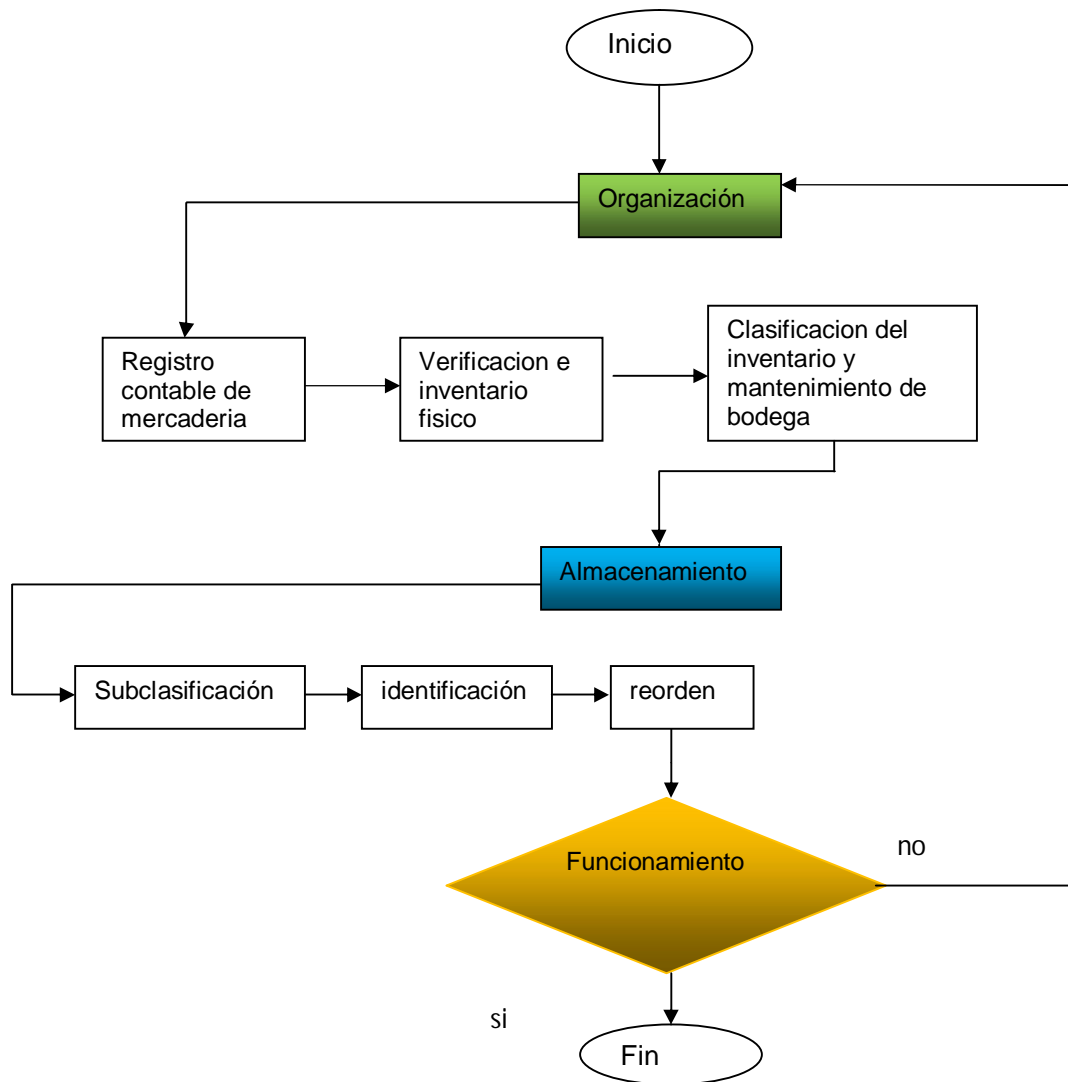 Inicio
Organización
Registro
contable de
mercaderia
Verificacion e
inventario
fisico
Clasificacion del
inventario y
mantenimiento de
bodega
Almacenamiento
Subclasificación
identificación
reorden
Funcionamiento
no
si
Fin